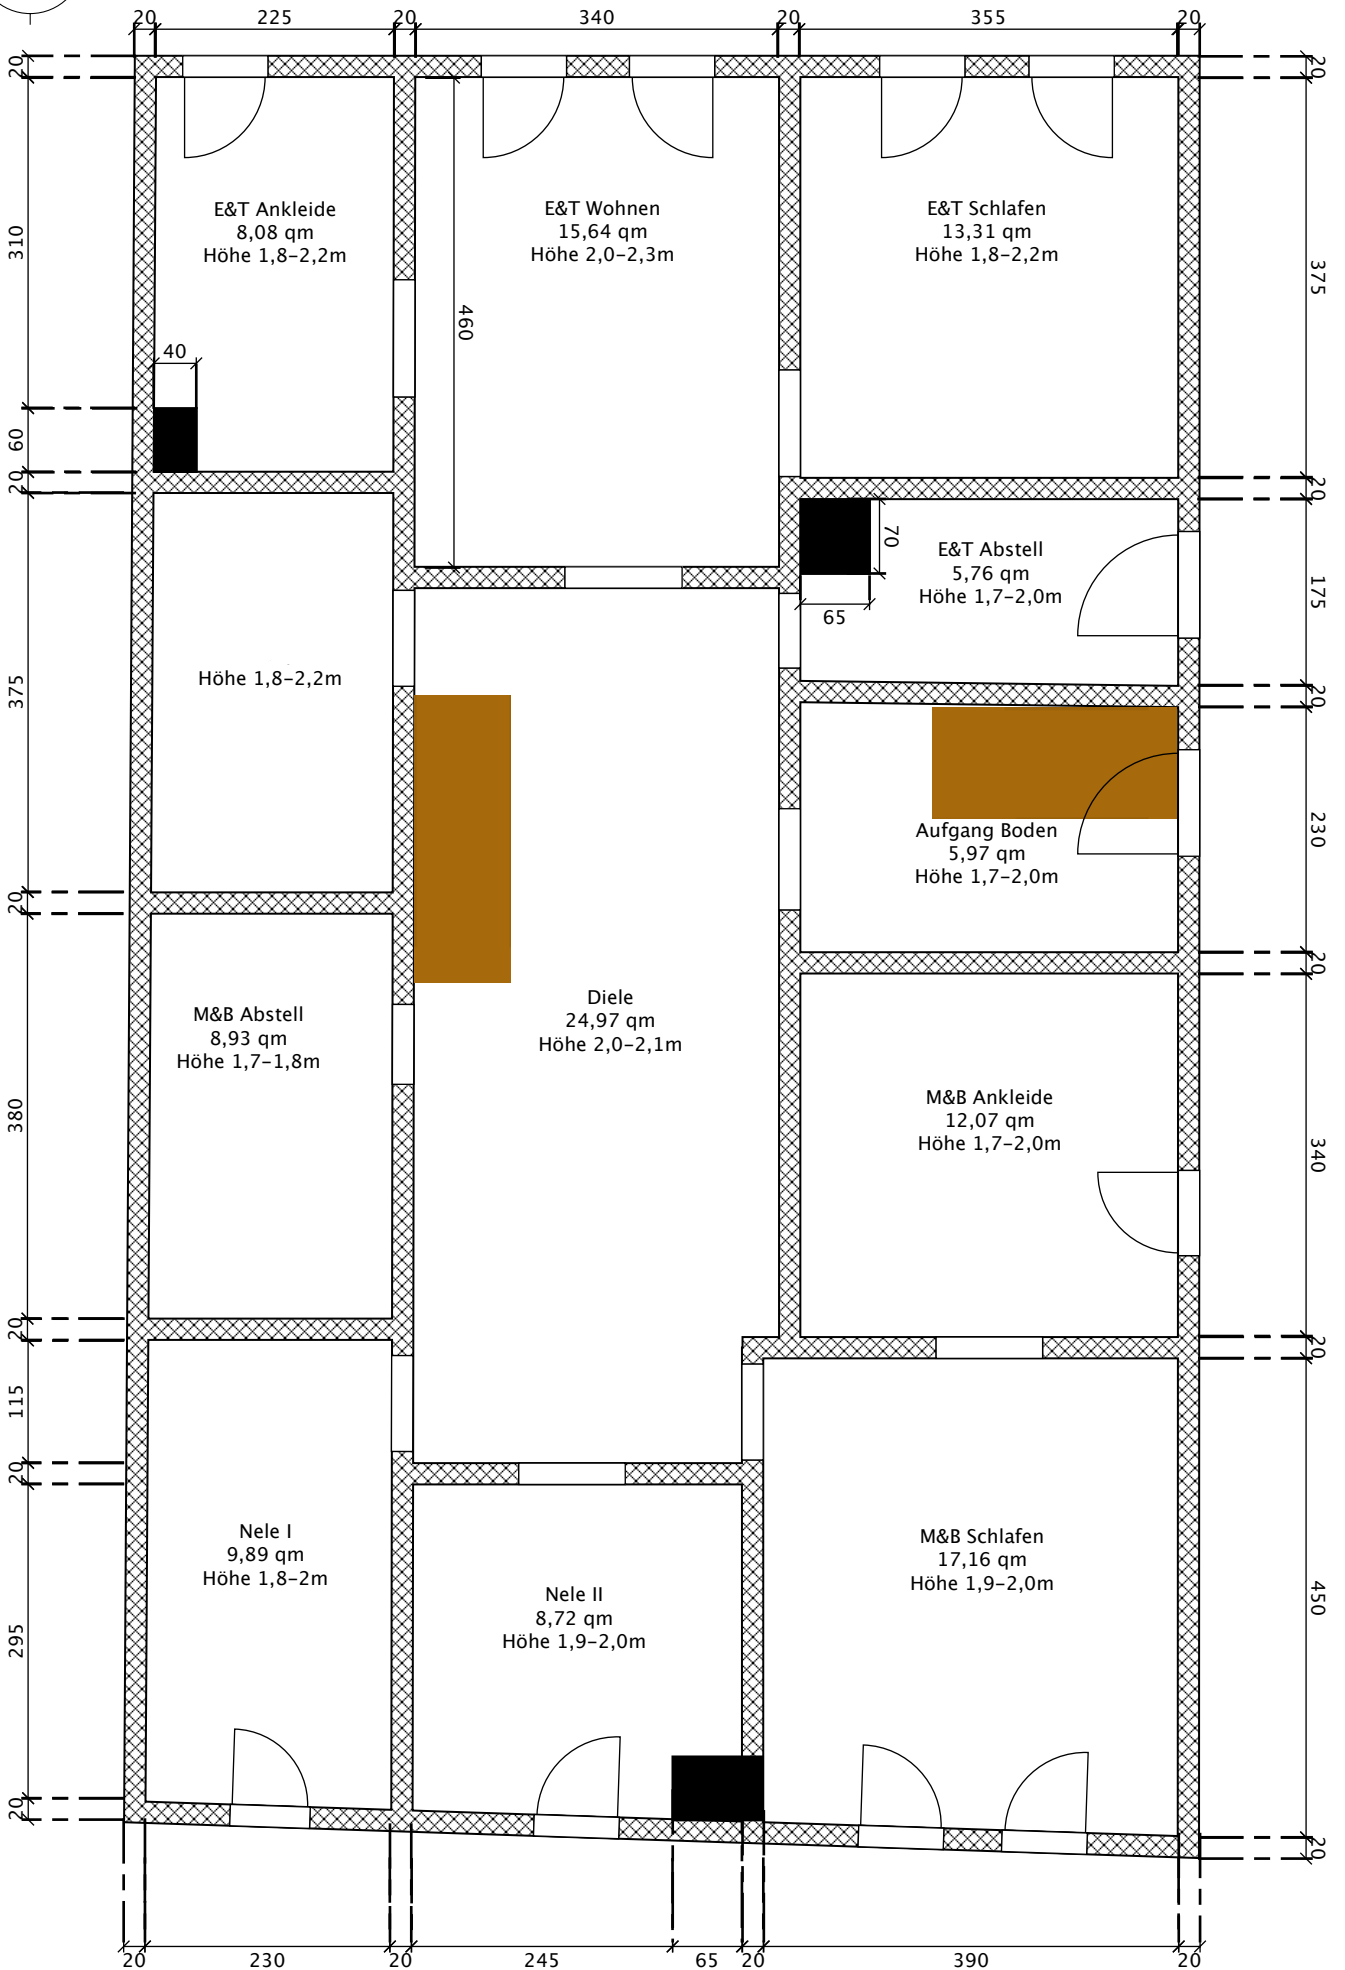 20
225
20
340
20
355
20
20
310
60
20
375
20
380
20
115
20
295
20
20
375
20
175
20
230
20
340
20
450
20
E&T Ankleide
8,08 qm
Höhe 1,8-2,2m
40
E&T Wohnen
15,64 qm
Höhe 2,0-2,3m
460
E&T Schlafen
13,31 qm
Höhe 1,8-2,2m
E&T Abstell
5,76 qm
Höhe 1,7-2,0m
70
65
Höhe 1,8-2,2m
Aufgang Boden
5,97 qm
Höhe 1,7-2,0m
M&B Abstell
8,93 qm
Höhe 1,7-1,8m
Diele
24,97 qm
Höhe 2,0-2,1m
M&B Ankleide
12,07 qm
Höhe 1,7-2,0m
Nele I
9,89 qm
Höhe 1,8-2m
Nele II
8,72 qm
Höhe 1,9-2,0m
M&B Schlafen
17,16 qm
Höhe 1,9-2,0m
20
230
20
245
65
20
390
20